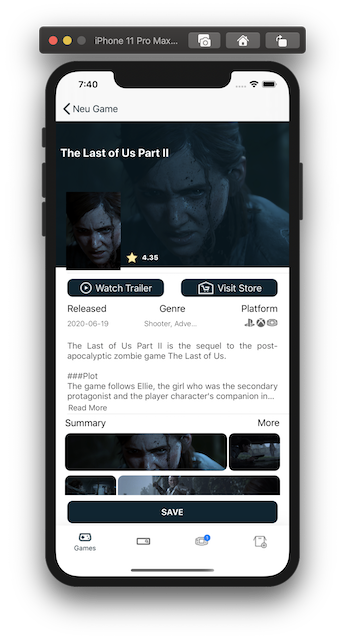 iPhone 11 Pro Max...
7:40
Neu Game
The Last of Us Part II
4.35
Watch Trailer
Visit Store
Released Genre Platform
2020-06-19 Shooter, Adve...
The Last of Us Part II is the sequel to the post-
apocalyptic zombie game The Last of Us.
###Plot
The game follows Ellie, the girl who was the secondary
protagonist and the player character's companion in...
Read More
Summary More
SAVE
Games